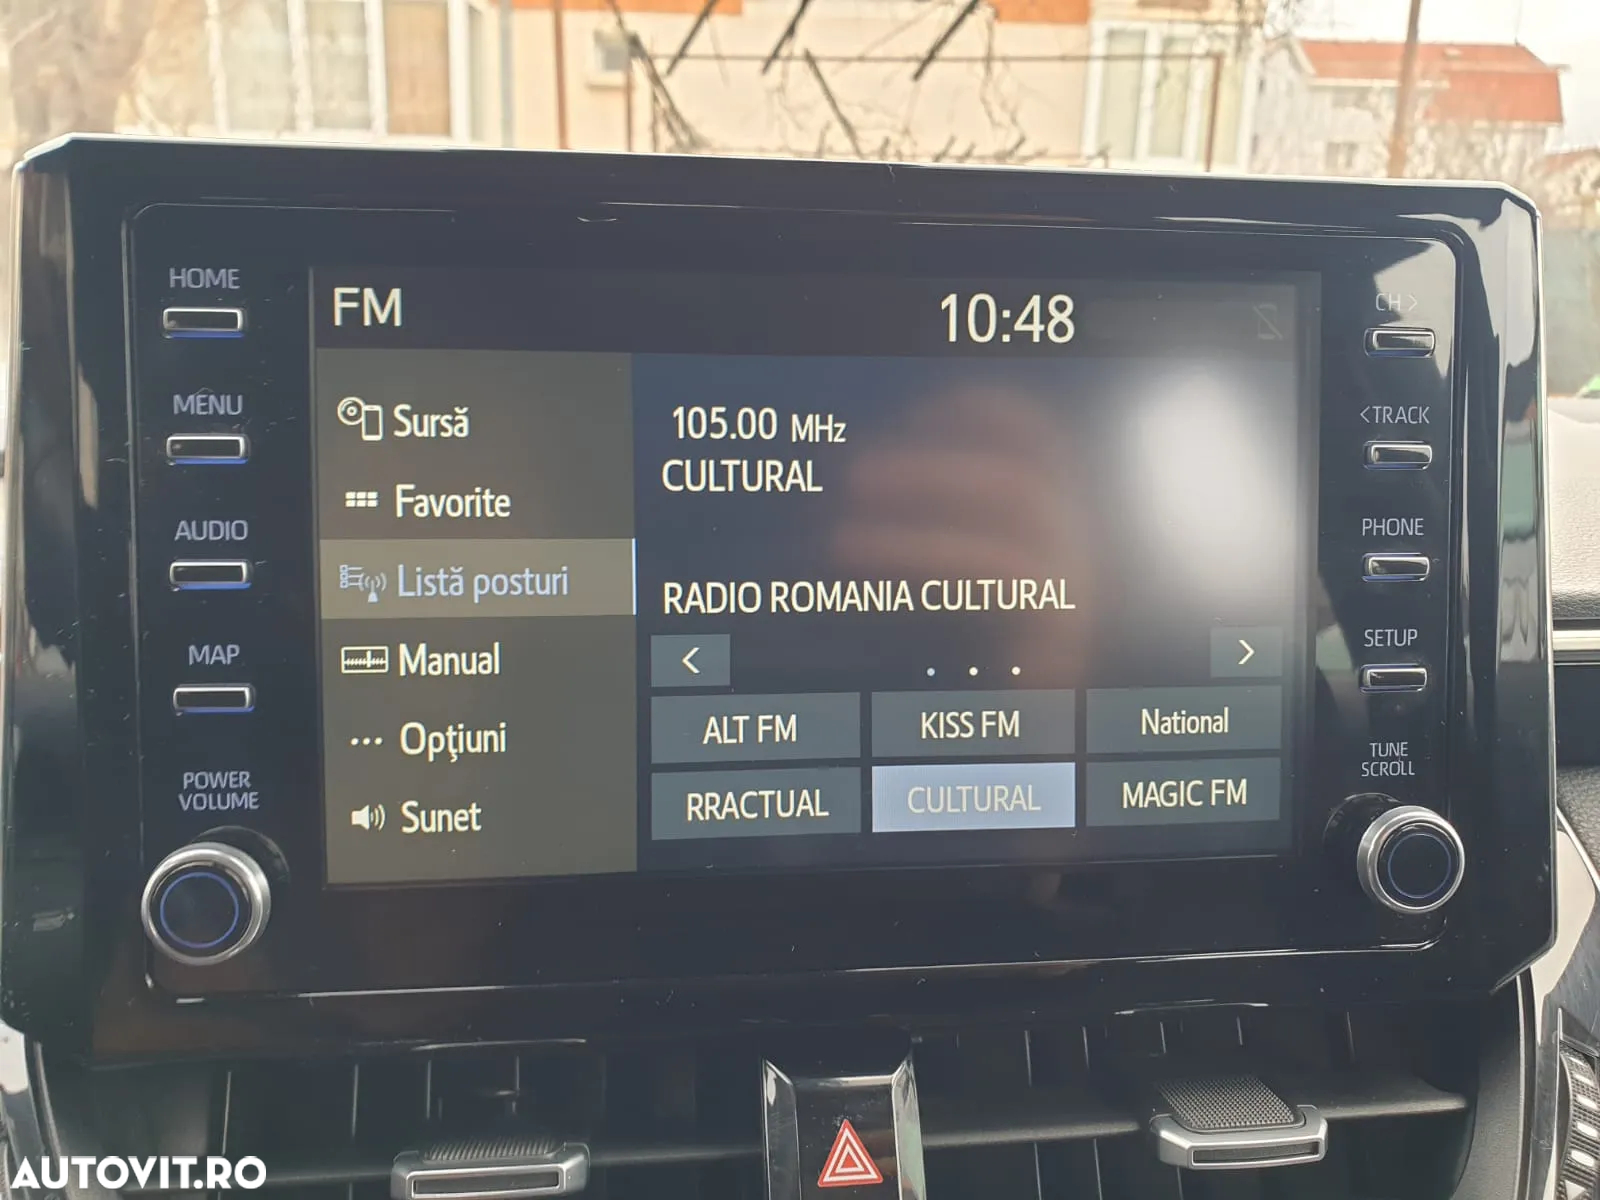 HOME
MENU
AUDIO
MAP
POWER
VOLUME
FM
10:48
Sursă
Favorite
Listă posturi
Manual
Opţiuni
Sunet
105.00 MHz
CULTURAL
RADIO ROMANIA CULTURAL
<
>
ALT FM
KISS FM
National
RRACTUAL
CULTURAL
MAGIC FM
CH >
< TRACK
PHONE
SETUP
TUNE
SCROLL
AUTOVIT.RO